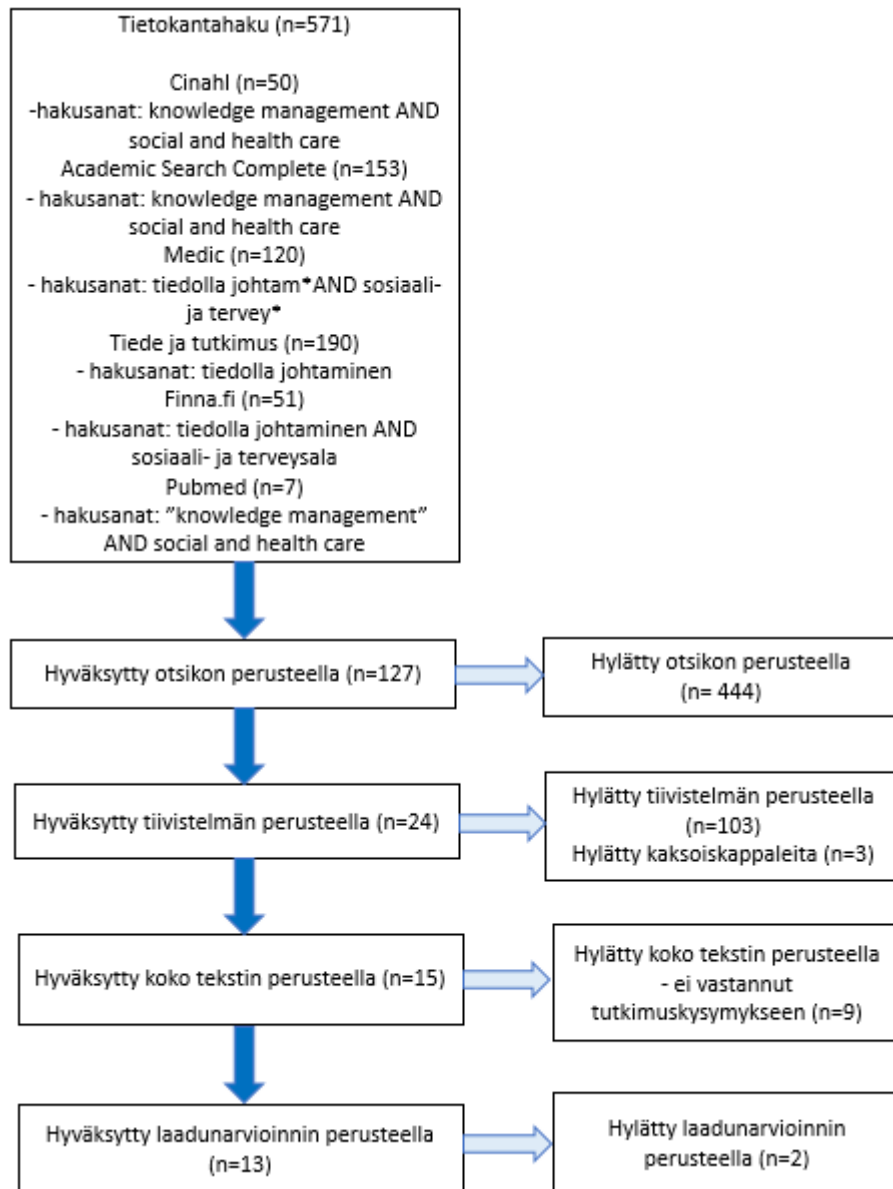 Tietokantahaku (n=571)
Cinahl (n=50)
-hakusanat: knowledge management AND
social and health care
Academic Search Complete (n=153)
- hakusanat: knowledge management AND
social and health care
Medic (n=120)
- hakusanat: tiedolla johtam*AND sosiaali-
ja tervey*
Tiede ja tutkimus (n=190)
- hakusanat: tiedolla johtaminen
Finna.fi (n=51)
- hakusanat: tiedolla johtaminen AND
sosiaali- ja terveysala
Pubmed (n=7)
- hakusanat: ”knowledge management”
AND social and health care
Hyväksytty otsikon perusteella (n=127)
Hylätty otsikon perusteella
(n= 444)
Hyväksytty tiivistelmän perusteella (n=24)
Hylätty tiivistelmän perusteella
(n=103)
Hylätty kaksoiskappaleita (n=3)
Hyväksytty koko tekstin perusteella (n=15)
Hylätty koko tekstin perusteella
- ei vastannut
tutkimuskysymykseen (n=9)
Hyväksytty laadunarvioinnin perusteella
(n=13)
Hylätty laadunarvioinnin
perusteella (n=2)